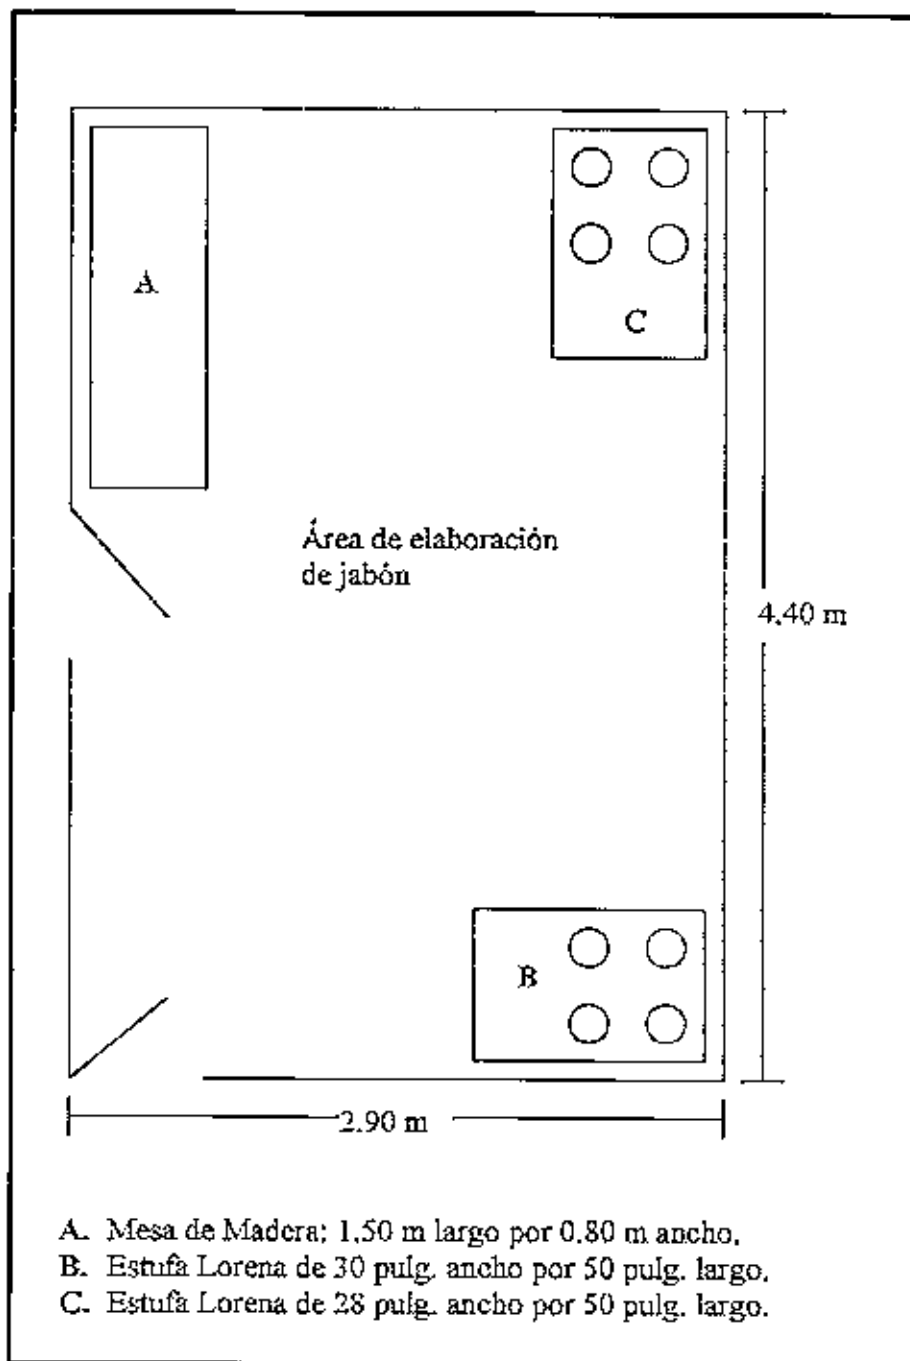 A
C
Área de elaboración
de jabón
4.40 m
B
2.90 m
A. Mesa de Madera: 1.50 m largo por 0.80 m ancho.
B. Estufa Lorena de 30 pulg. ancho por 50 pulg. largo.
C. Estufa Lorena de 28 pulg. ancho por 50 pulg. largo.